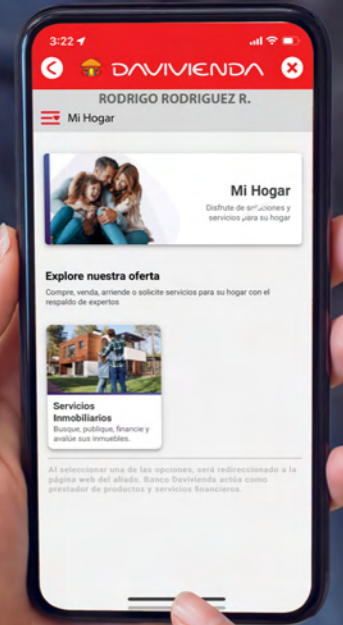 3:22
DAVIVIENDA
RODRIGO RODRIGUEZ R.
Mi Hogar
Mi Hogar
Disfrute de soluciones y
servicios para su hogar
Explore nuestra oferta
Compre, venda, arriende o solicite servicios para su hogar con el
respaldo de expertos
Servicios
Inmobiliarios
Busque, publique, financie y
avalúe sus inmuebles.
Al seleccionar una de las opciones, será redireccionado a la
página web del aliado. Banco Davivienda actúa como
prestador de productos y servicios financieros.